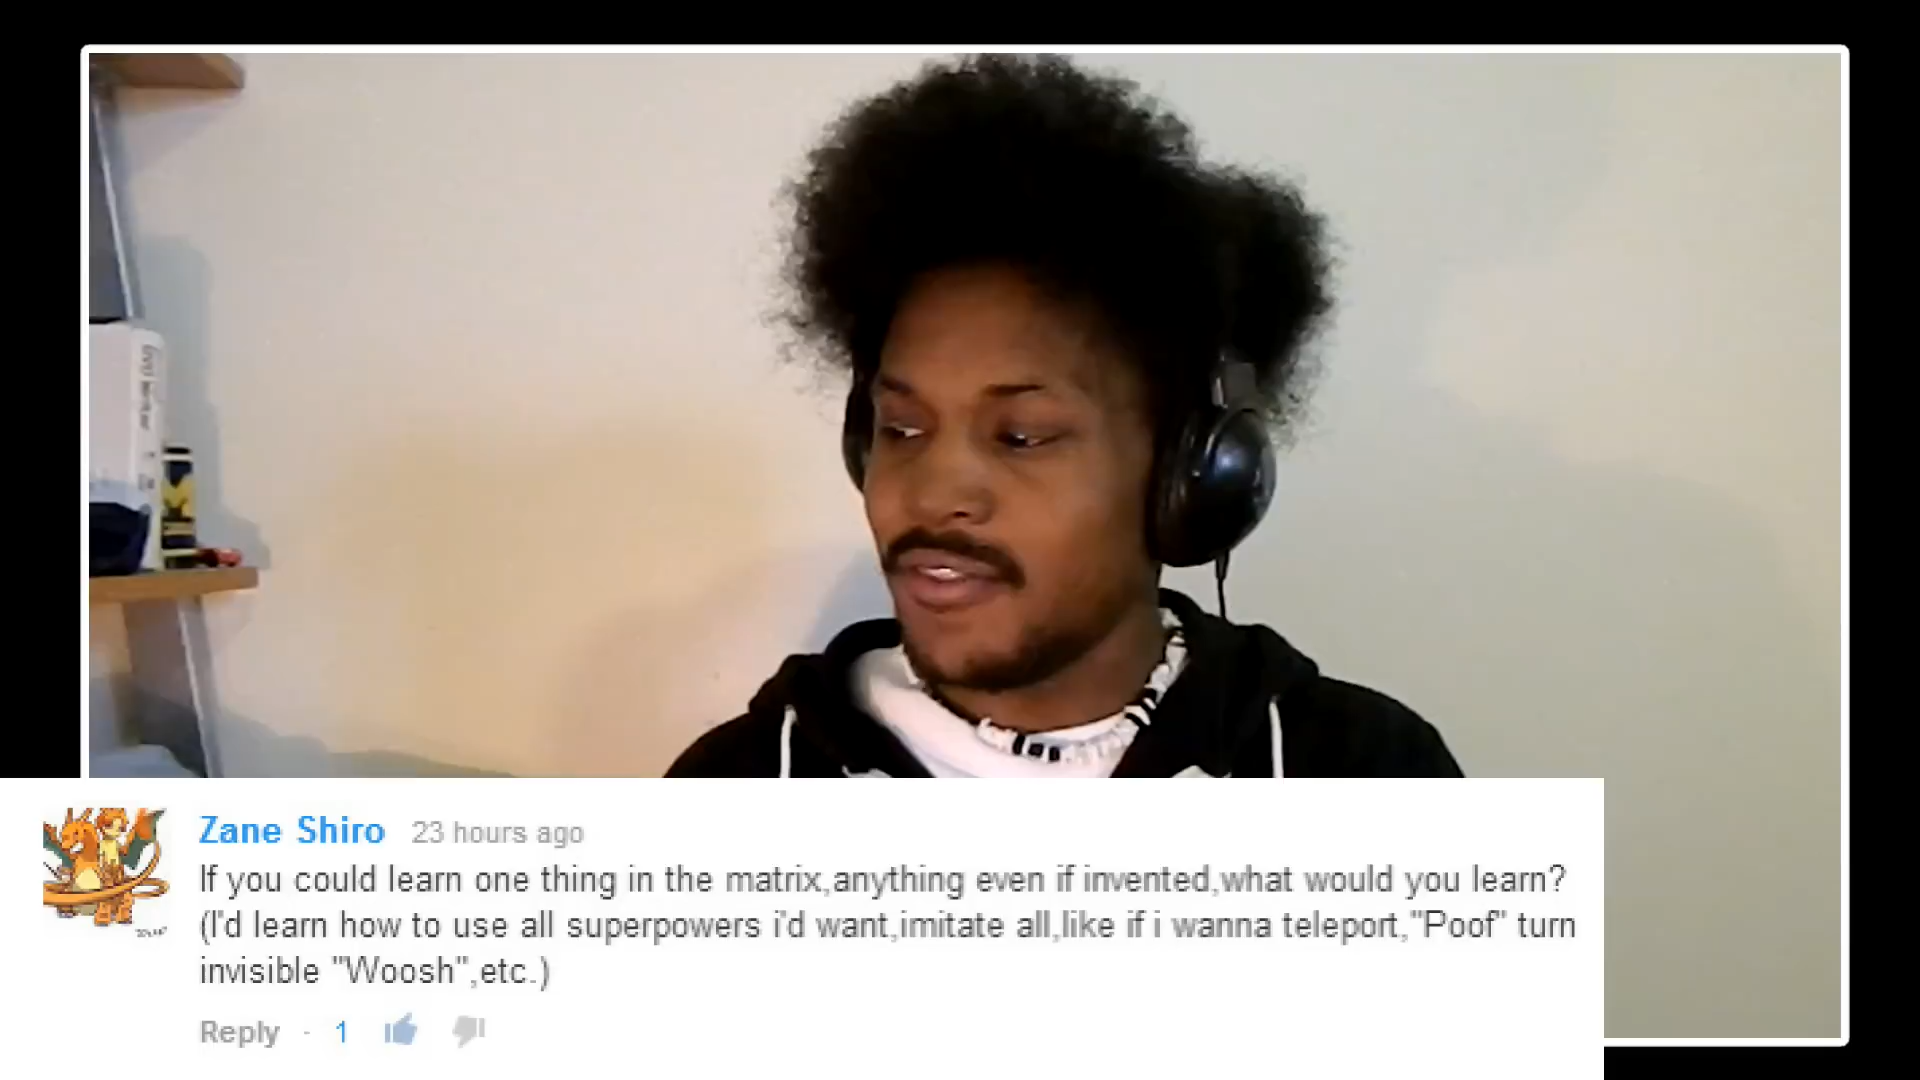 Zane Shiro 23 hours ago
If you could learn one thing in the matrix,anything even if invented,what would you learn?
(I'd learn how to use all superpowers i'd want,imitate all,like if i wanna teleport,"Poof" turn
invisible "Woosh",etc.)
Reply · 1